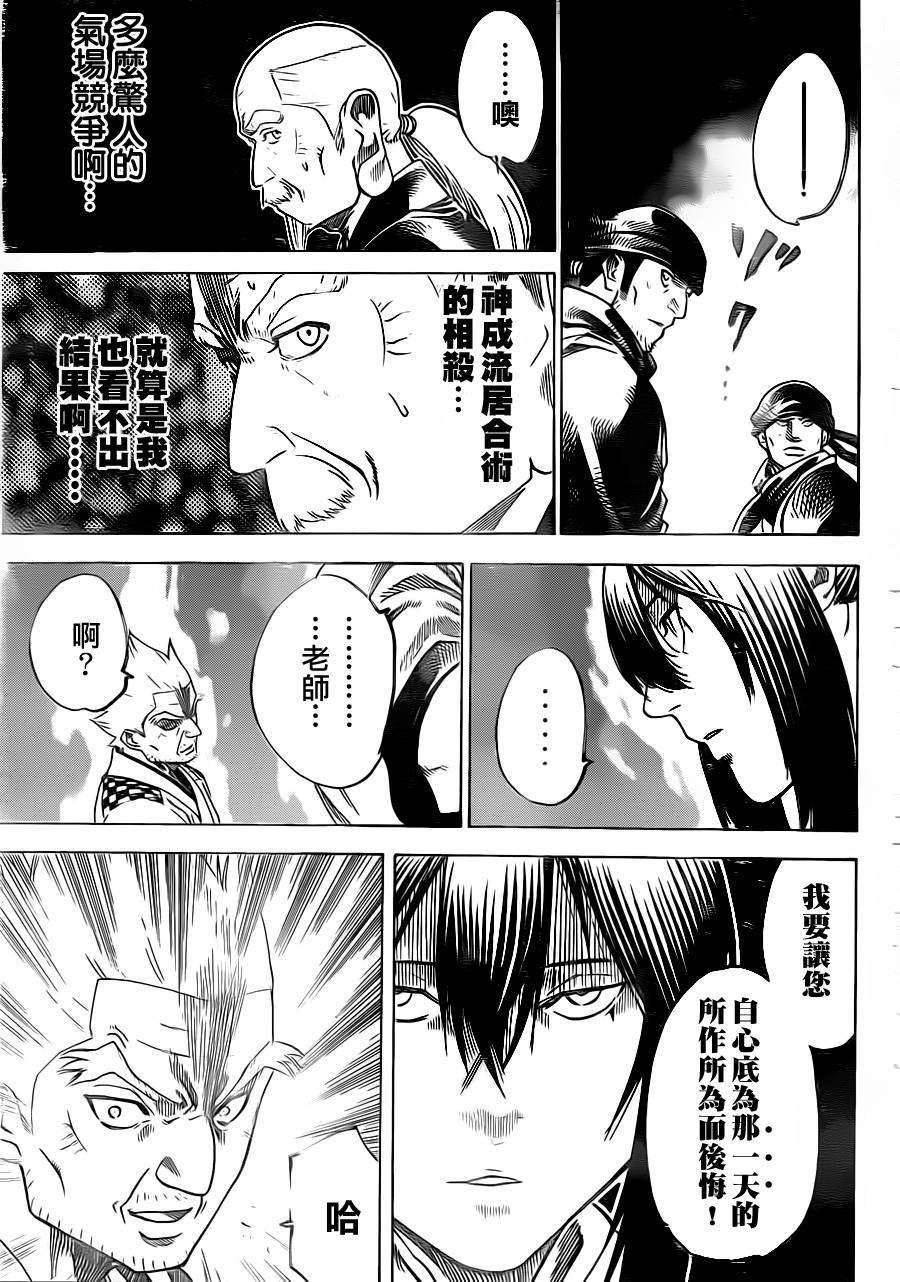 ——
ゴゴ…
……噢
多麼驚人的
氣場競爭啊…
神成流居合術
的相殺…
就算是我
也看不出
結果啊……
……
………
…老師…
啊？
我要讓您
自心底為那一天的
所作所為而後悔！
哈